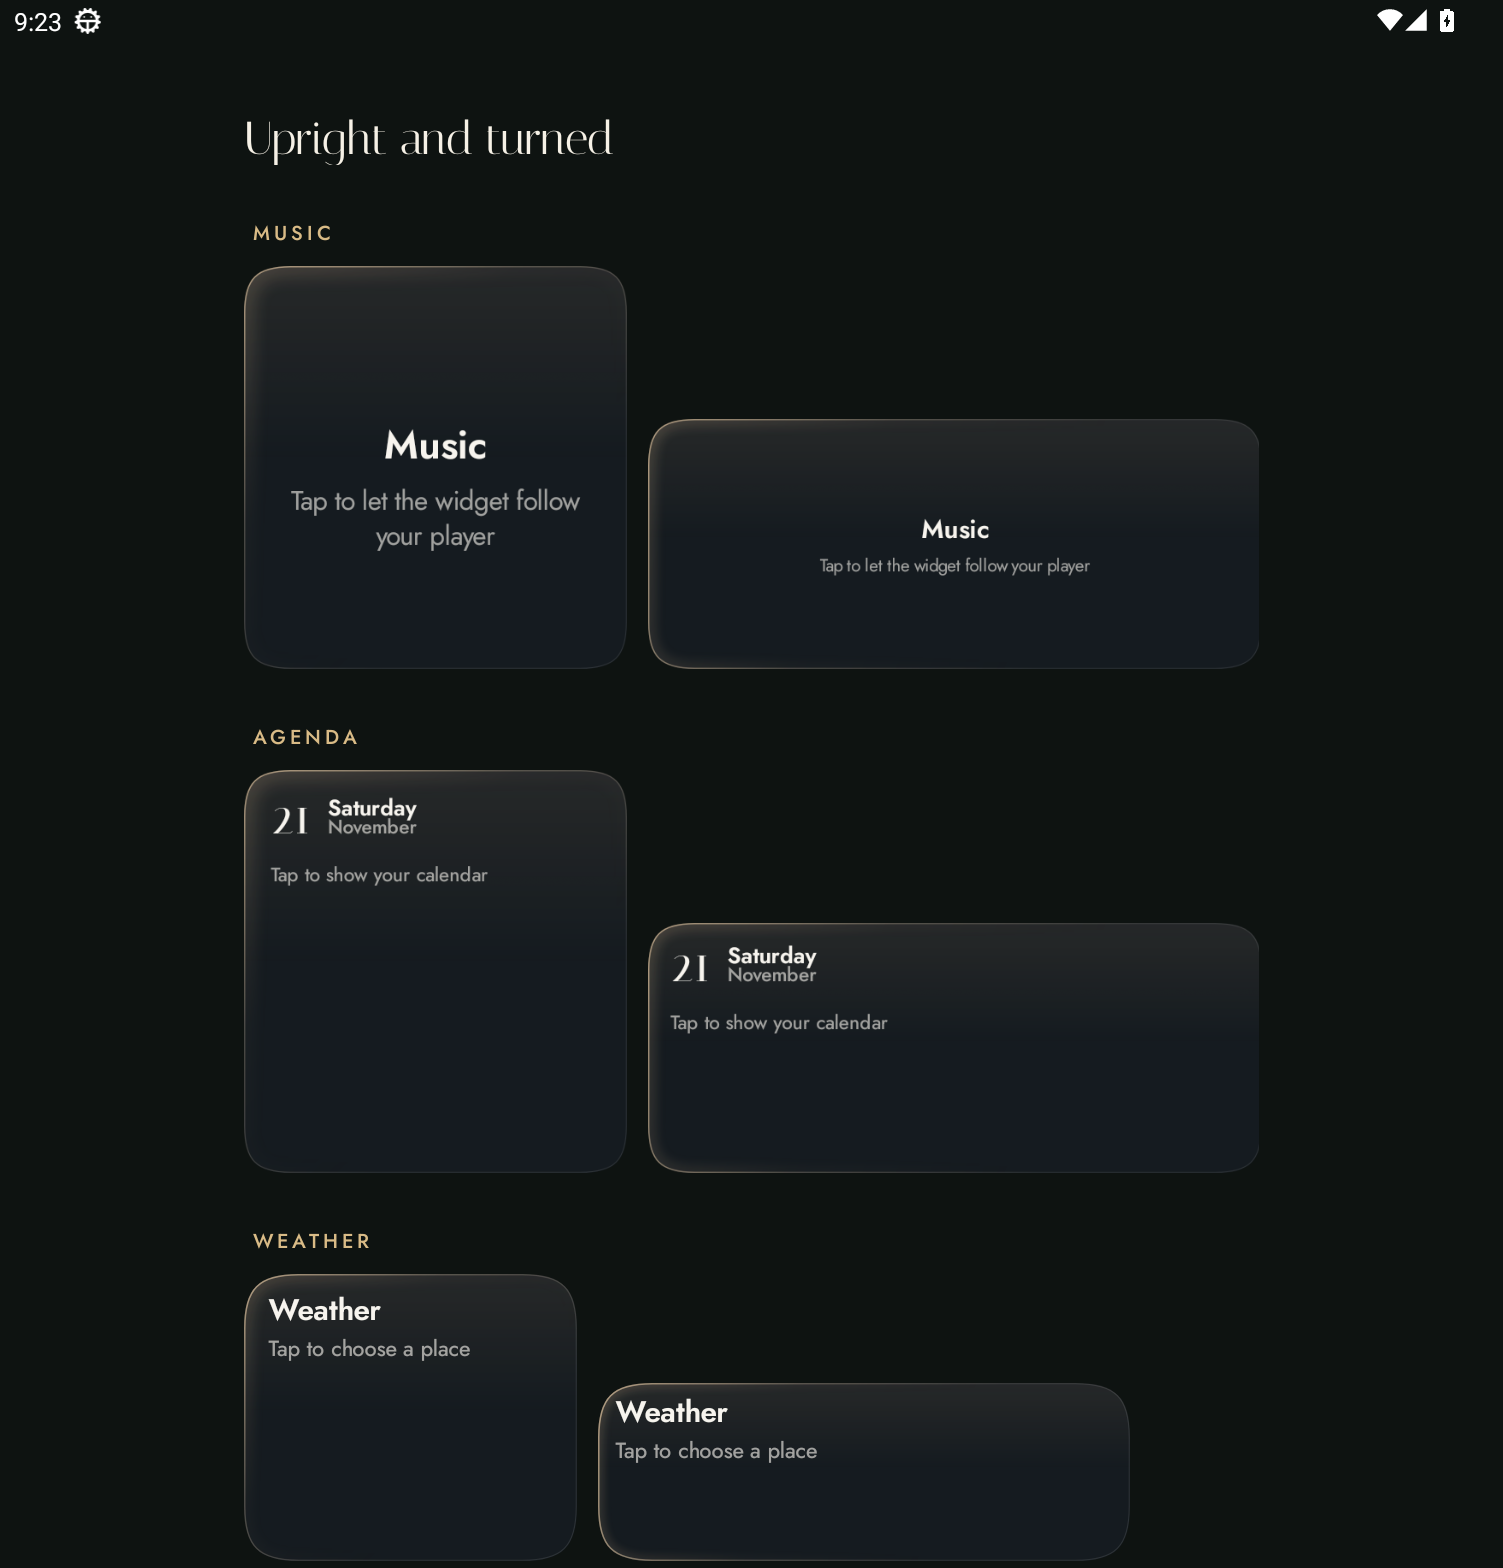 9:23
Upright and turned
MUSIC
Music
Tap to let the widget follow
your player
Music
Tap to let the widget follow your player
AGENDA
21
Saturday
November
Tap to show your calendar
21
Saturday
November
Tap to show your calendar
WEATHER
Weather
Tap to choose a place
Weather
Tap to choose a place